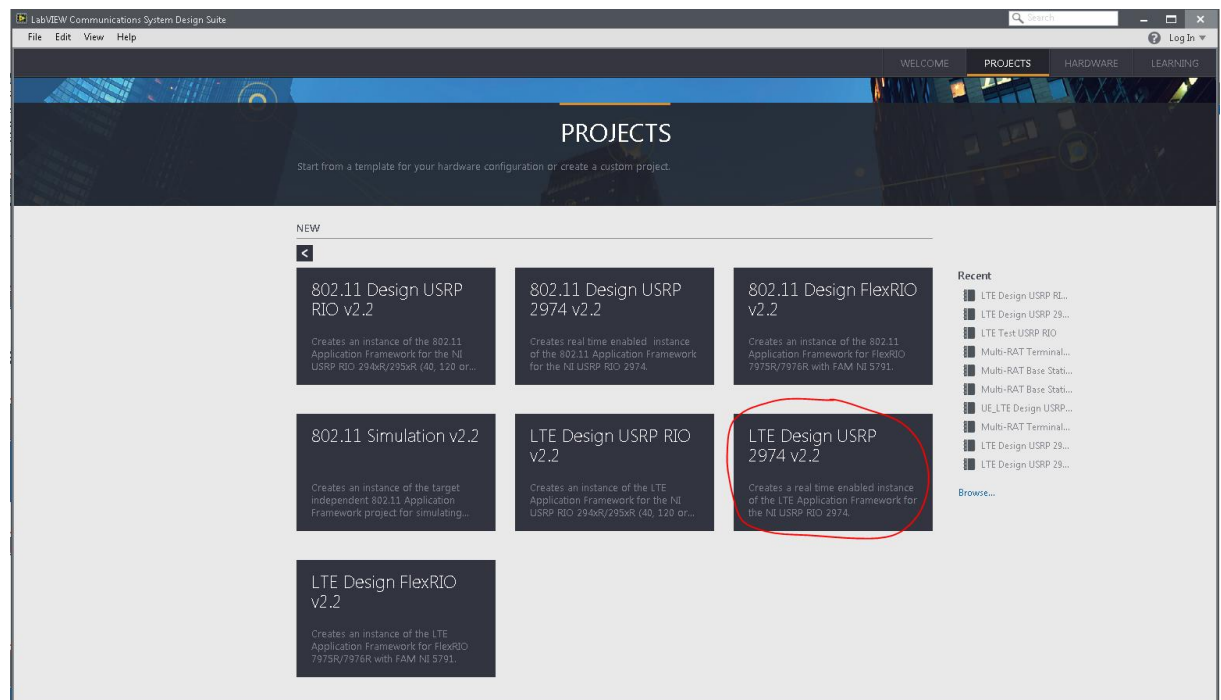 LabVIEW Communications System Design Suite
Search
File Edit View Help
Log In
WELCOME PROJECTS HARDWARE LEARNING
PROJECTS
Start from a template for your hardware configuration or create a custom project.
NEW
802.11 Design USRP
RIO v2.2
Creates an instance of the 802.11
Application Framework for the NI
USRP RIO 294xR/295xR (40, 120 or...
802.11 Design USRP
2974 v2.2
Creates real time enabled instance
of the 802.11 Application Framework
for the NI USRP RIO 2974.
802.11 Design FlexRIO
v2.2
Creates an instance of the 802.11
Application Framework for FlexRIO
7975R/7976R with FAM NI 5791.
802.11 Simulation v2.2
Creates an instance of the target
independent 802.11 Application
Framework project for simulating...
LTE Design USRP RIO
v2.2
Creates an instance of the LTE
Application Framework for the NI
USRP RIO 294xR/295xR (40, 120 or...
LTE Design USRP
2974 v2.2
Creates a real time enabled instance
of the LTE Application Framework for
the NI USRP RIO 2974.
LTE Design FlexRIO
v2.2
Creates an instance of the LTE
Application Framework for FlexRIO
7975R/7976R with FAM NI 5791.
Recent
LTE Design USRP RI...
LTE Design USRP 29...
LTE Test USRP RIO
Multi-RAT Terminal...
Multi-RAT Base Stati...
Multi-RAT Base Stati...
UE_LTE Design USRP...
Multi-RAT Terminal...
LTE Design USRP 29...
LTE Design USRP 29...
Browse...